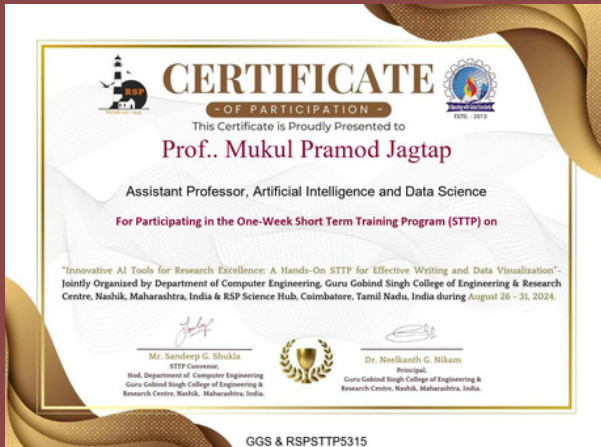 RSP
CERTIFICATE
- OF PARTICIPATION -
ESTD. : 2013
This Certificate is Proudly Presented to
Prof.. Mukul Pramod Jagtap
Assistant Professor, Artificial Intelligence and Data Science
For Participating in the One-Week Short Term Training Program (STTP) on
"Innovative AI Tools for Research Excellence: A Hands-On STTP for Effective Writing and Data Visualization"-
Jointly Organized by Department of Computer Engineering, Guru Gobind Singh College of Engineering & Research
Centre, Nashik, Maharashtra, India & RSP Science Hub, Coimbatore, Tamil Nadu, India during August 26 - 31, 2024.
Mr. Sandeep G. Shukla
STTP Convenor,
Hod, Department of Computer Engineering
Guru Gobind Singh College of Engineering &
Research Centre, Nashik, Maharashtra, India.
Dr. Neelkanth G. Nikam
Principal,
Guru Gobind Singh College of Engineering &
Research Centre, Nashik, Maharashtra, India.
GGS & RSPSTTP5315